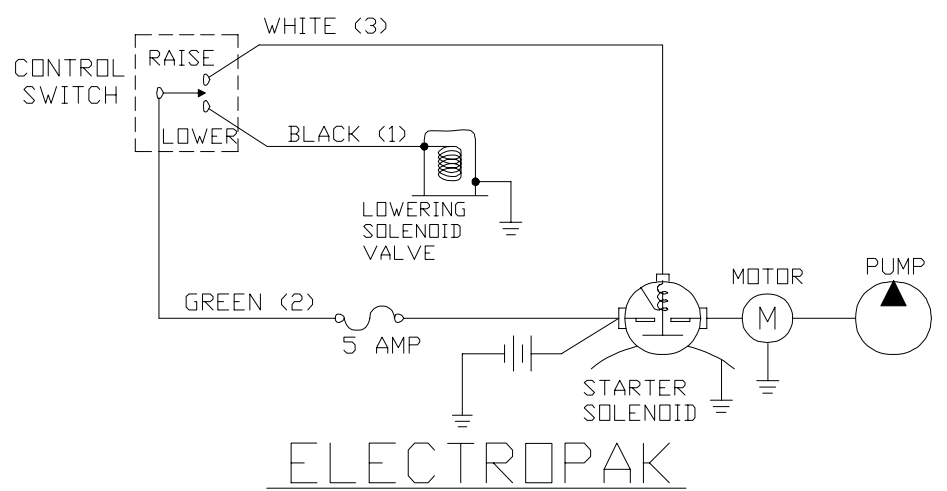 WHITE (3)
RAISE
CONTROL
SWITCH
LOWER
BLACK (1)
LOWERING
SOLENOID
VALVE
GREEN (2)
5 AMP
MOTOR
PUMP
M
STARTER
SOLENOID
ELECTROPAK